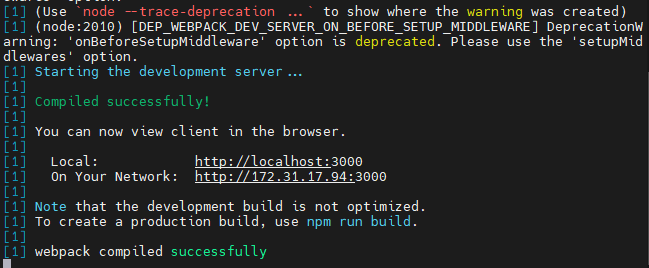 [1] (Use `node --trace-deprecation ...` to show where the warning was created)
[1] (node:2010) [DEP_WEBPACK_DEV_SERVER_ON_BEFORE_SETUP_MIDDLEWARE] DeprecationW
arning: 'onBeforeSetupMiddleware' option is deprecated. Please use the 'setupMid
dlewares' option.
[1] Starting the development server...
[1]
[1] Compiled successfully!
[1]
[1] You can now view client in the browser.
[1]
[1]   Local:            http://localhost:3000
[1]   On Your Network:  http://172.31.17.94:3000
[1]
[1] Note that the development build is not optimized.
[1] To create a production build, use npm run build.
[1]
[1] webpack compiled successfully